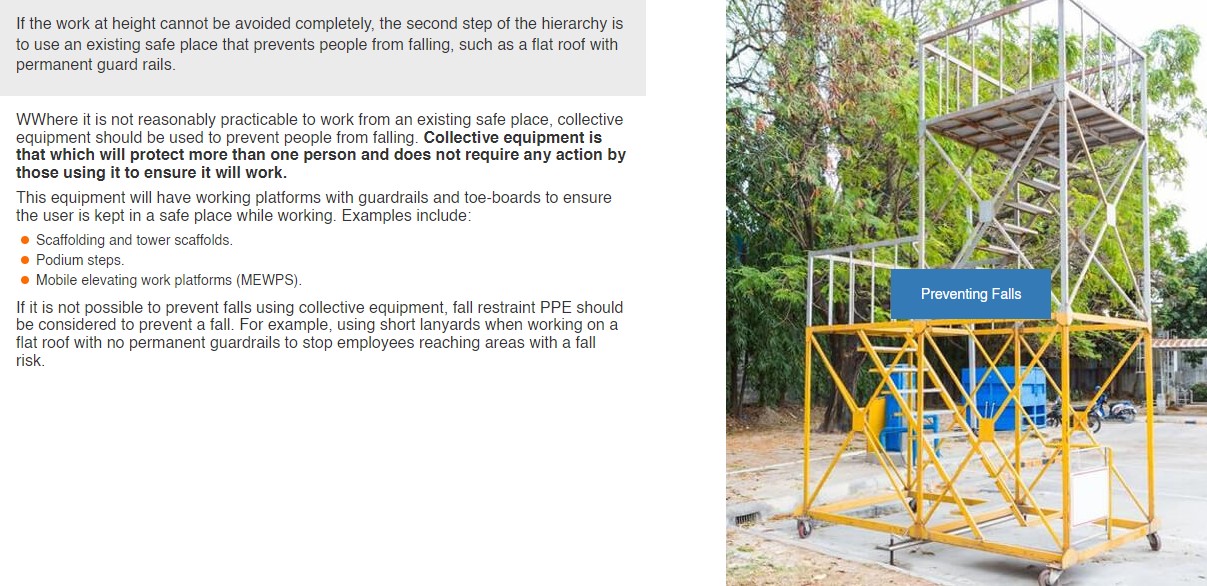 If the work at height cannot be avoided completely, the second step of the hierarchy is
to use an existing safe place that prevents people from falling, such as a flat roof with
permanent guard rails.
WWhere it is not reasonably practicable to work from an existing safe place, collective
equipment should be used to prevent people from falling. Collective equipment is
that which will protect more than one person and does not require any action by
those using it to ensure it will work.
This equipment will have working platforms with guardrails and toe-boards to ensure
the user is kept in a safe place while working. Examples include:
Scaffolding and tower scaffolds.
Podium steps.
Mobile elevating work platforms (MEWPS).
If it is not possible to prevent falls using collective equipment, fall restraint PPE should
be considered to prevent a fall. For example, using short lanyards when working on a
flat roof with no permanent guardrails to stop employees reaching areas with a fall
risk.
Preventing Falls